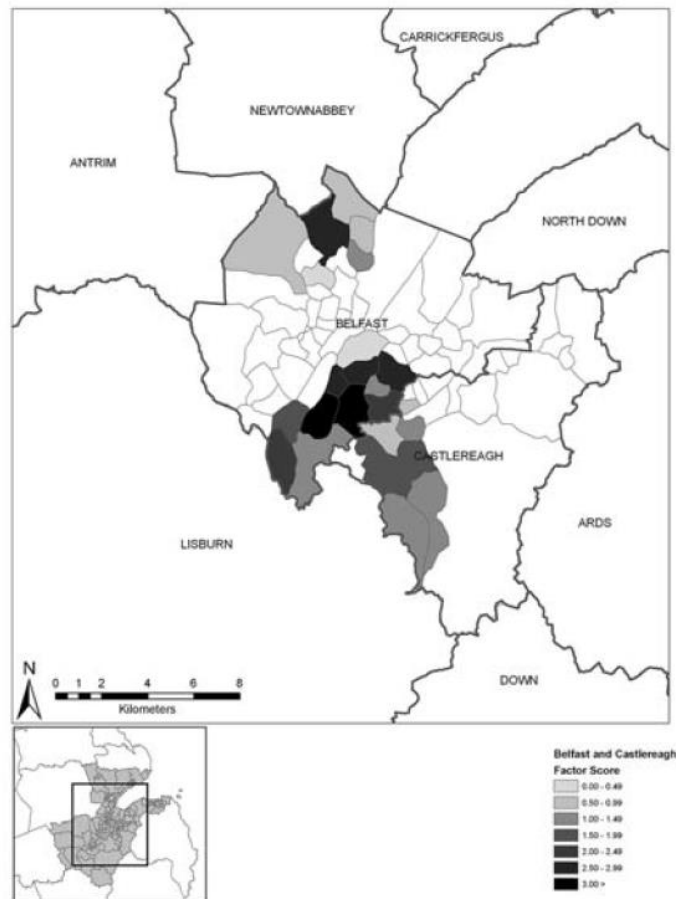 CARRICKFERGUS
NEWTOWNABBEY
ANTRIM
NORTH DOWN
BELFAST
CASTLEREAGH
ARDS
LISBURN
DOWN
N
0 1 2 4 6 8
Kilometers
Belfast and Castlereagh
Factor Score
0.00 - 0.49
0.50 - 0.99
1.00 - 1.49
1.50 - 1.99
2.00 - 2.49
2.50 - 2.99
3.00 >